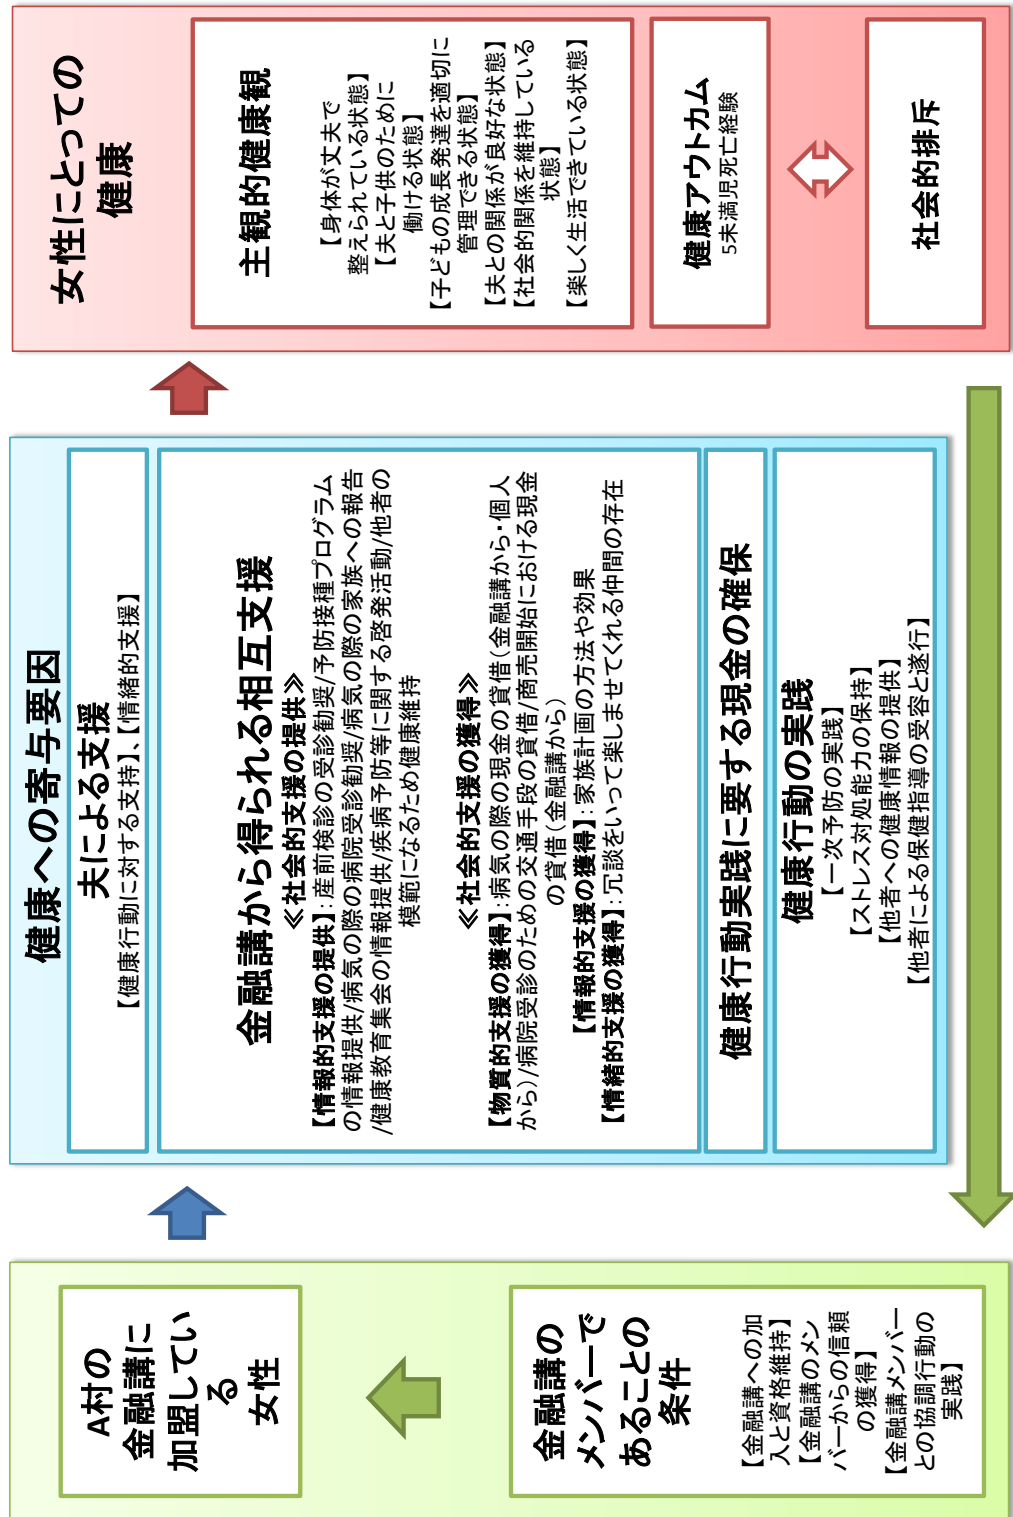 A村の
金融講に
加盟してい
る
女性
金融講の
メンバーで
あることの
条件
【金融講への加
入と資格維持】
【金融講のメン
バーからの信頼
の獲得】
【金融講メンバー
との協調行動の
実践】
健康への寄与要因
夫による支援
【健康行動に対する支持】、【情緒的支援】
金融講から得られる相互支援
≪社会的支援の提供≫
【情報的支援の提供】:産前検診の受診勧奨/予防接種プログラム
の情報提供/病気の際の病院受診勧奨/病気の際の家族への報告
/健康教育集会の情報提供/疾病予防等に関する啓発活動/他者の
模範になるため健康維持
≪社会的支援の獲得≫
【物質的支援の獲得】:病気の際の現金の貸借(金融講から・個人
から)/病院受診のための交通手段の貸借/商売開始における現金
の貸借(金融講から)
【情報的支援の獲得】:家族計画の方法や効果
【情緒的支援の獲得】:冗談をいって楽しませてくれる仲間の存在
健康行動実践に要する現金の確保
健康行動の実践
【一次予防の実践】
【ストレス対処能力の保持】
【他者への健康情報の提供】
【他者による保健指導の受容と遂行】
女性にとっての
健康
主観的健康観
【身体が丈夫で
整えられている状態】
【夫と子供のために
働ける状態】
【子どもの成長発達を適切に
管理できる状態】
【夫との関係が良好な状態】
【社会的関係を維持している
状態】
【楽しく生活できている状態】
健康アウトカム
5未満児死亡経験
社会的排斥